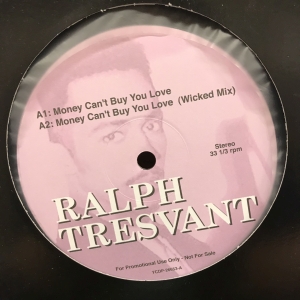 A1: Money Can't Buy You Love
A2: Money Can't Buy You Love (Wicked Mix)
Stereo
33 1/3 rpm
RALPH
TRESVANT
For Promotional Use Only - Not For Sale